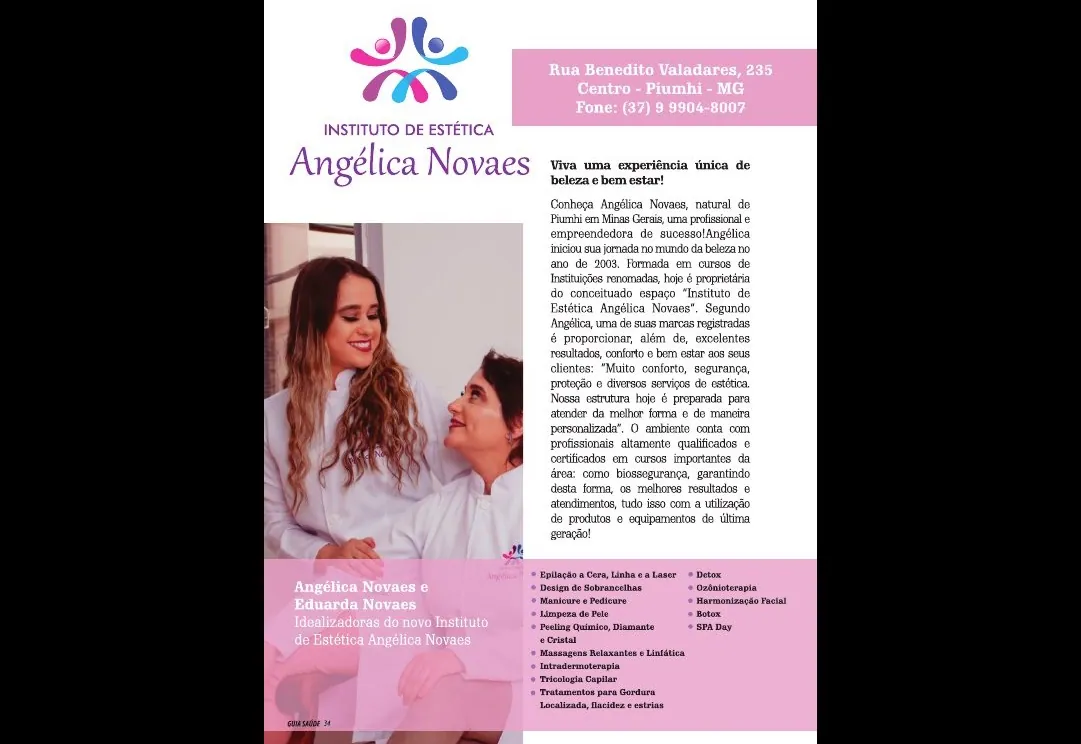 INSTITUTO DE ESTÉTICA
Angélica Novaes
Rua Benedito Valadares, 235
Centro - Piumhi - MG
Fone: (37) 9 9904-8007
Viva uma experiência única de
beleza e bem estar!
Conheça Angélica Novaes, natural de
Piumhi em Minas Gerais, uma profissional e
empreendedora de sucesso!Angélica
iniciou sua jornada no mundo da beleza no
ano de 2003. Formada em cursos de
Instituições renomadas, hoje é proprietária
do conceituado espaço "Instituto de
Estética Angélica Novaes". Segundo
Angélica, uma de suas marcas registradas
é proporcionar, além de, excelentes
resultados, conforto e bem estar aos seus
clientes: "Muito conforto, segurança,
proteção e diversos serviços de estética.
Nossa estrutura hoje é preparada para
atender da melhor forma e de maneira
personalizada". O ambiente conta com
profissionais altamente qualificados e
certificados em cursos importantes da
área: como biossegurança, garantindo
desta forma, os melhores resultados e
atendimentos, tudo isso com a utilização
de produtos e equipamentos de última
geração!
Angélica Novaes e
Eduarda Novaes
Idealizadoras do novo Instituto
de Estética Angélica Novaes
Epilação a Cera, Linha e a Laser
Design de Sobrancelhas
Manicure e Pedicure
Limpeza de Pele
Peeling Químico, Diamante
e Cristal
Massagens Relaxantes e Linfática
Intradermoterapia
Tricologia Capilar
Tratamentos para Gordura
Localizada, flacidez e estrias
Detox
Ozônioterapia
Harmonização Facial
Botox
SPA Day
GUIA SAÚDE 34